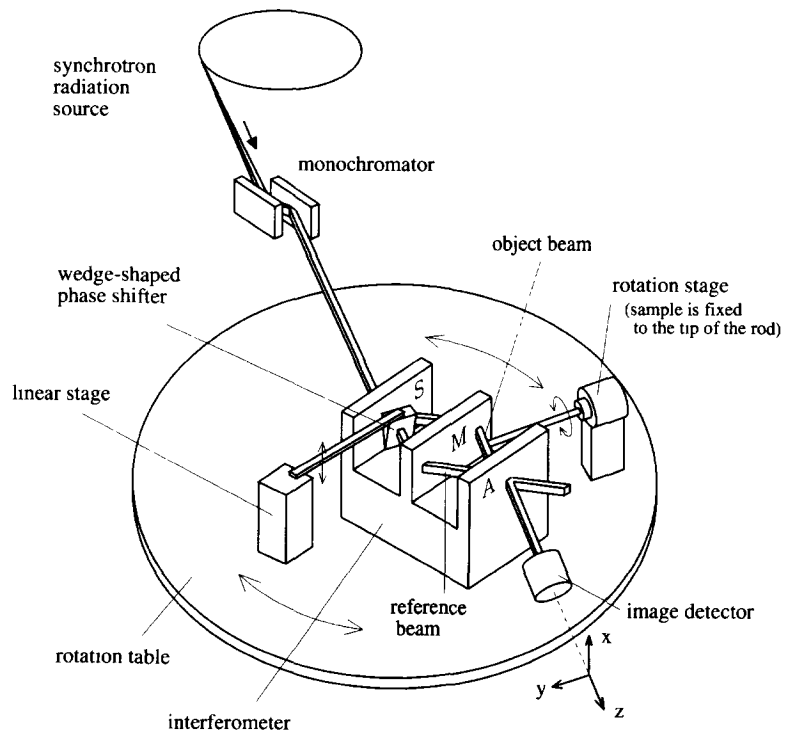 synchrotron
radiation
source
monochromator
object beam
wedge-shaped
phase shifter
rotation stage
(sample is fixed
to the tip of the rod)
linear stage
S
M
A
reference
beam
image detector
rotation table
interferometer
x
y
z